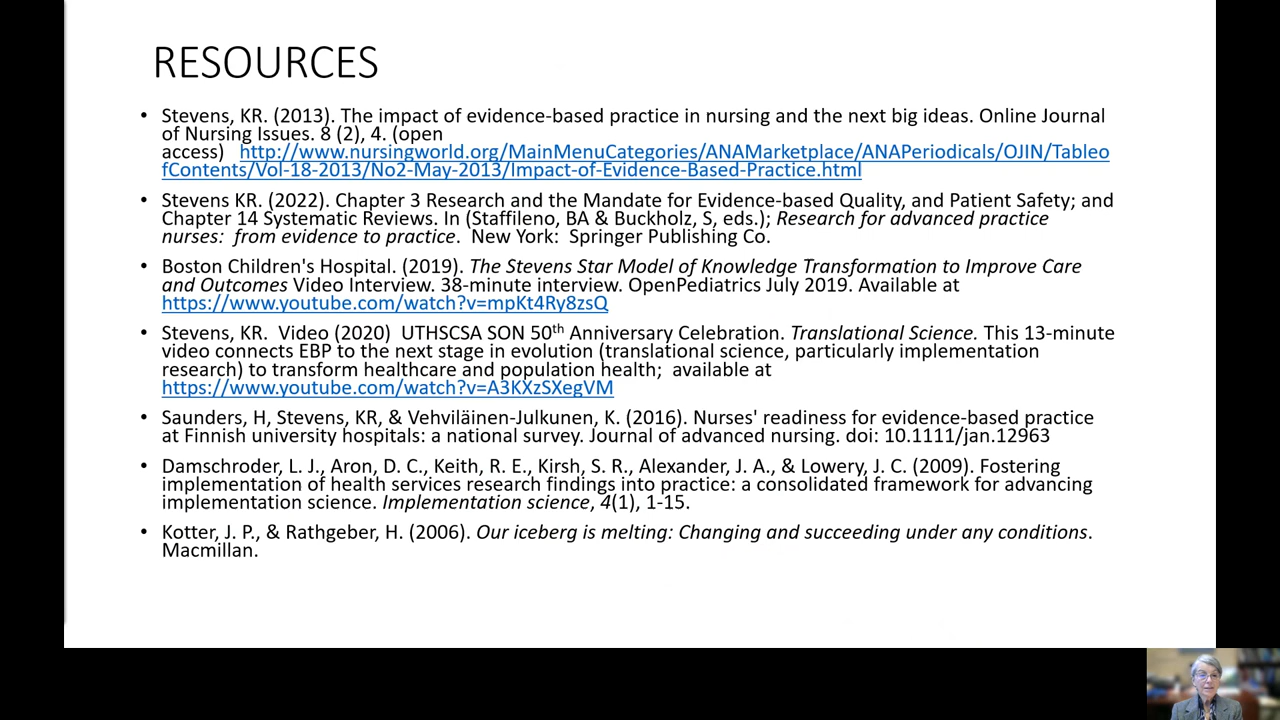 RESOURCES
• Stevens, KR. (2013). The impact of evidence-based practice in nursing and the next big ideas. Online Journal
of Nursing Issues. 8 (2), 4. (open
access)   http://www.nursingworld.org/MainMenuCategories/ANAMarketplace/ANAPeriodicals/OJIN/Tableo
fContents/Vol-18-2013/No2-May-2013/Impact-of-Evidence-Based-Practice.html
• Stevens KR. (2022). Chapter 3 Research and the Mandate for Evidence-based Quality, and Patient Safety; and
Chapter 14 Systematic Reviews. In (Staffileno, BA & Buckholz, S, eds.); Research for advanced practice
nurses:  from evidence to practice.  New York:  Springer Publishing Co.
• Boston Children's Hospital. (2019). The Stevens Star Model of Knowledge Transformation to Improve Care
and Outcomes Video Interview. 38-minute interview. OpenPediatrics July 2019. Available at
https://www.youtube.com/watch?v=mpKt4Ry8zsQ
• Stevens, KR.  Video (2020)  UTHSCSA SON 50th Anniversary Celebration. Translational Science. This 13-minute
video connects EBP to the next stage in evolution (translational science, particularly implementation
research) to transform healthcare and population health;  available at
https://www.youtube.com/watch?v=A3KXzSXegVM
• Saunders, H, Stevens, KR, & Vehviläinen-Julkunen, K. (2016). Nurses' readiness for evidence-based practice
at Finnish university hospitals: a national survey. Journal of advanced nursing. doi: 10.1111/jan.12963
• Damschroder, L. J., Aron, D. C., Keith, R. E., Kirsh, S. R., Alexander, J. A., & Lowery, J. C. (2009). Fostering
implementation of health services research findings into practice: a consolidated framework for advancing
implementation science. Implementation science, 4(1), 1-15.
• Kotter, J. P., & Rathgeber, H. (2006). Our iceberg is melting: Changing and succeeding under any conditions.
Macmillan.